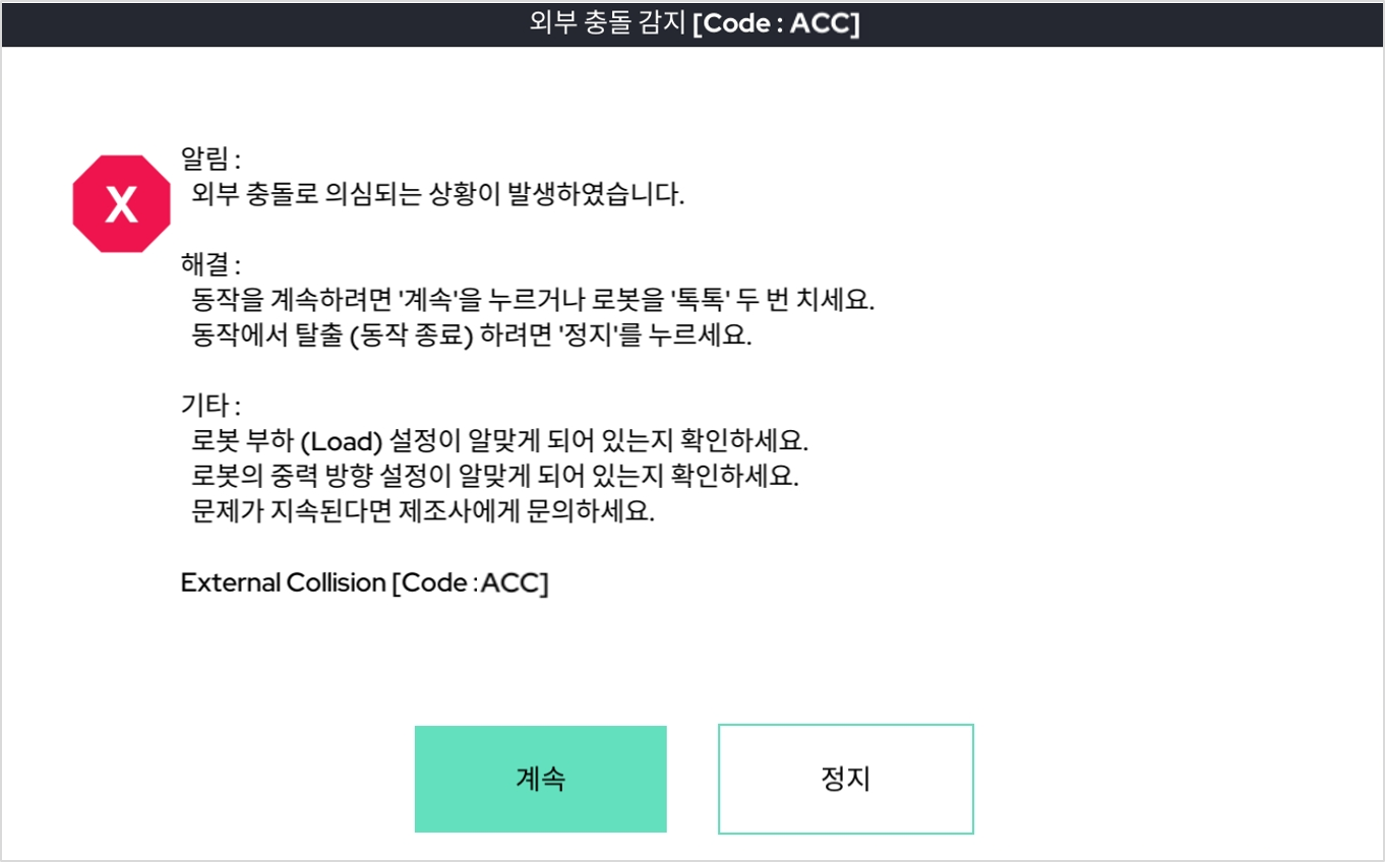 외부 충돌 감지 [Code : ACC]
X
알림 :
외부 충돌로 의심되는 상황이 발생하였습니다.
해결 :
동작을 계속하려면 '계속'을 누르거나 로봇을 '톡톡' 두 번 치세요.
동작에서 탈출 (동작 종료) 하려면 '정지'를 누르세요.
기타 :
로봇 부하 (Load) 설정이 알맞게 되어 있는지 확인하세요.
로봇의 중력 방향 설정이 알맞게 되어 있는지 확인하세요.
문제가 지속된다면 제조사에게 문의하세요.
External Collision [Code : ACC]
계속
정지